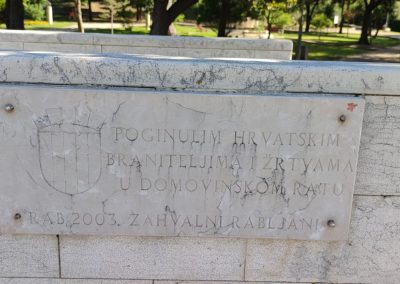 POGINULIM HRVATSKIM
BRANITELJIMA I ŽRTVAMA
U DOMOVINSKOM RATU
RAB, 2003. ZAHVALNI RABLJANI